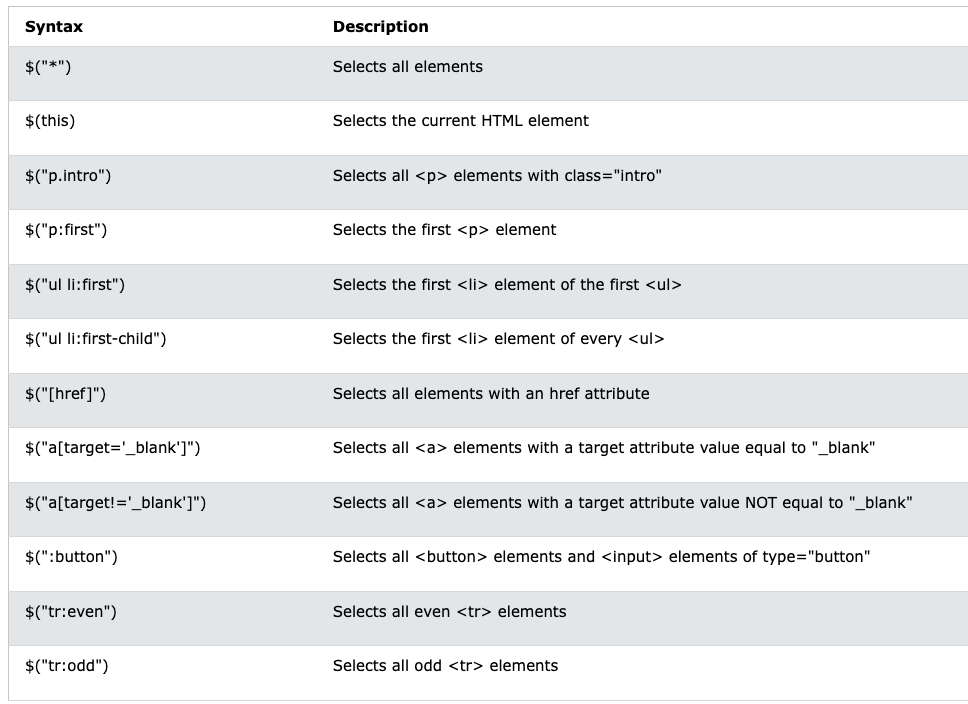 Syntax Description
$("*") Selects all elements
$(this) Selects the current HTML element
$("p.intro") Selects all <p> elements with class="intro"
$("p:first") Selects the first <p> element
$("ul li:first") Selects the first <li> element of the first <ul>
$("ul li:first-child") Selects the first <li> element of every <ul>
$("[href]") Selects all elements with an href attribute
$("a[target='_blank']") Selects all <a> elements with a target attribute value equal to "_blank"
$("a[target!='_blank']") Selects all <a> elements with a target attribute value NOT equal to "_blank"
$(":button") Selects all <button> elements and <input> elements of type="button"
$("tr:even") Selects all even <tr> elements
$("tr:odd") Selects all odd <tr> elements